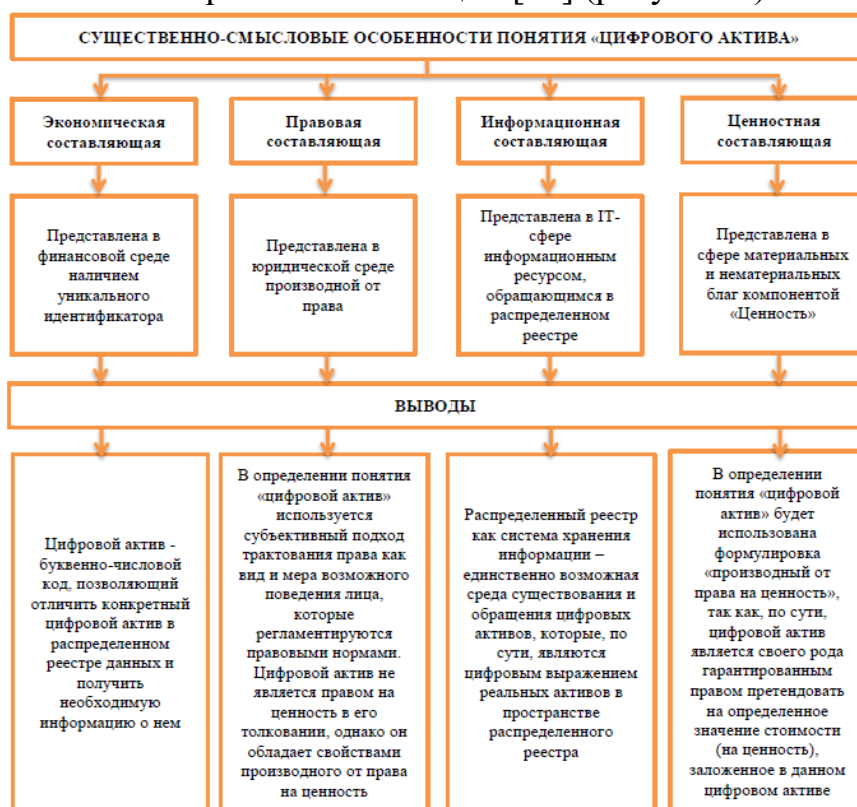 СУЩЕСТВЕННО-СМЫСЛОВЫЕ ОСОБЕННОСТИ ПОНЯТИЯ «ЦИФРОВОГО АКТИВА»
Экономическая
составляющая
Правовая
составляющая
Информационная
составляющая
Ценностная
составляющая
Представлена в
финансовой среде
наличием
уникального
идентификатора
Представлена в
юридической среде
производной от
права
Представлена в IT-
сфере
информационным
ресурсом,
обращающимся в
распределенном
реестре
Представлена в
сфере материальных
и нематериальных
благ компонентой
«Ценность»
ВЫВОДЫ
Цифровой актив -
буквенно-числовой
код, позволяющий
отличить конкретный
цифровой актив в
распределенном
реестре данных и
получить
необходимую
информацию о нем
В определении понятия
«цифровой актив»
используется
субъективный подход
трактования права как
вид и мера возможного
поведения лица,
которые
регламентируются
правовыми нормами.
Цифровой актив не
является правом на
ценность в его
толковании, однако он
обладает свойствами
производного от права
на ценность
Распределенный реестр
как система хранения
информации –
единственно возможная
среда существования и
обращения цифровых
активов, которые, по
сути, являются
цифровым выражением
реальных активов в
пространстве
распределенного
реестра
В определении
понятия «цифровой
актив» будет
использована
формулировка
«производный от
права на ценность»,
так как, по сути,
цифровой актив
является своего рода
гарантированным
правом претендовать
на определенное
значение стоимости
(на ценность),
заложенное в данном
цифровом активе